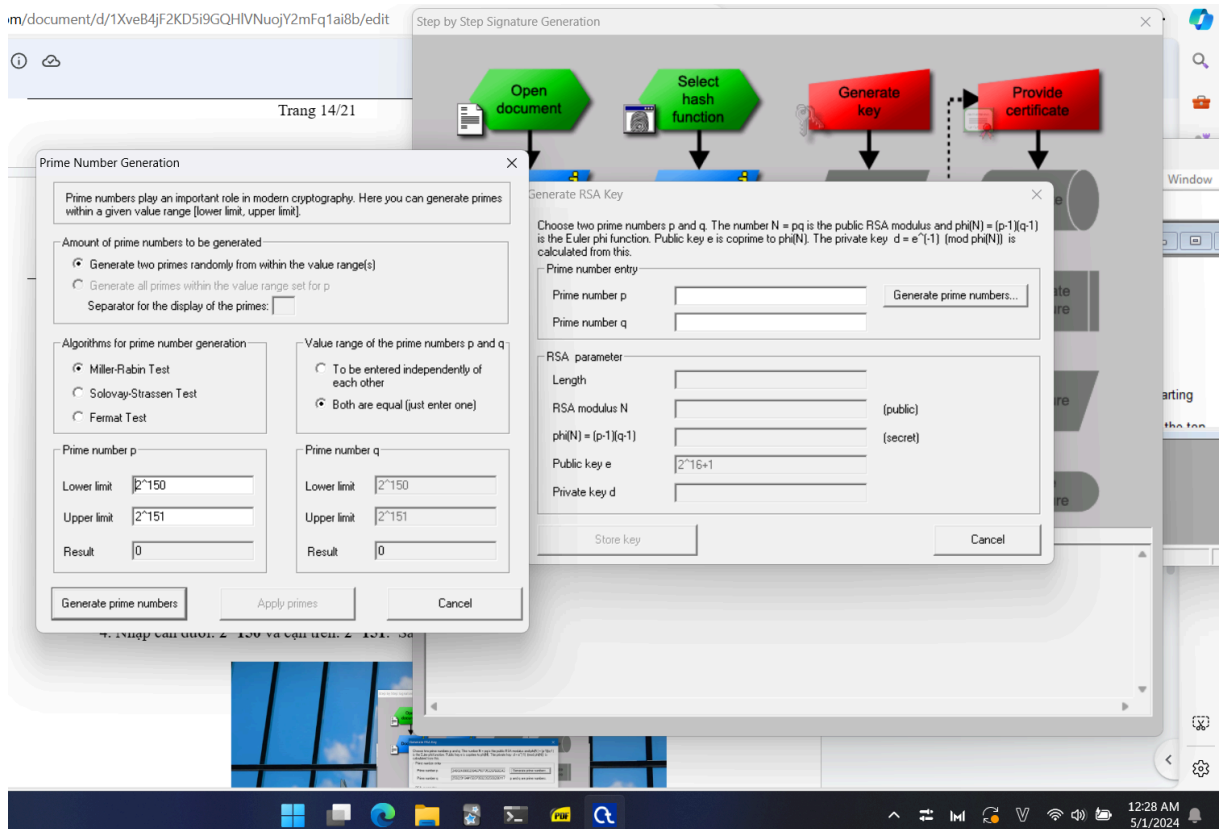 om/document/d/1XveB4jF2KD5i9GQHlVNuojY2mFq1ai8b/edit
Step by Step Signature Generation
Trang 14/21
Open
document
Select
hash
function
Generate
key
Provide
certificate
Window
Prime Number Generation
Prime numbers play an important role in modern cryptography. Here you can generate primes
within a given value range [lower limit, upper limit].
Amount of prime numbers to be generated
Generate two primes randomly from within the value range(s)
Generate all primes within the value range set for p
Separator for the display of the primes:
Algorithms for prime number generation
Miller-Rabin Test
Solovay-Strassen Test
Fermat Test
Value range of the prime numbers p and q
To be entered independently of
each other
Both are equal (just enter one)
Prime number p
Lower limit 2^150
Upper limit 2^151
Result 0
Prime number q
Lower limit 2^150
Upper limit 2^151
Result 0
Generate prime numbers
Apply primes
Cancel
Generate RSA Key
Choose two prime numbers p and q. The number N = pq is the public RSA modulus and phi(N) = (p-1)(q-1)
is the Euler phi function. Public key e is coprime to phi(N). The private key d = e^(-1) (mod phi(N)) is
calculated from this.
Prime number entry
Prime number p
Generate prime numbers...
Prime number q
RSA parameter
Length
RSA modulus N (public)
phi(N) = (p-1)(q-1) (secret)
Public key e 2^16+1
Private key d
Store key
Cancel
arting
the top
12:28 AM
5/1/2024